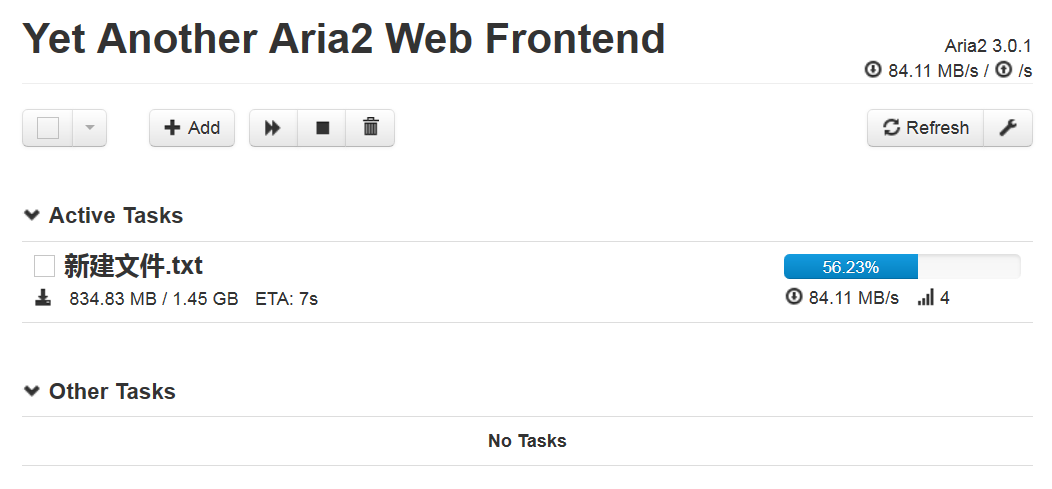 Yet Another Aria2 Web Frontend
Aria2 3.0.1
84.11 MB/s / /s
Add
Refresh
Active Tasks
新建文件.txt
56.23%
834.83 MB / 1.45 GB ETA: 7s
84.11 MB/s 4
Other Tasks
No Tasks